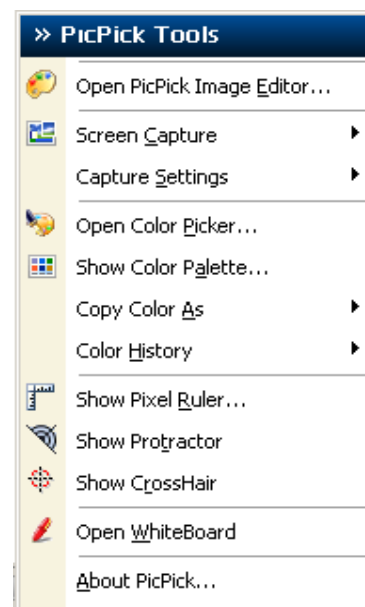 » PicPick Tools
Open PicPick Image Editor...
Screen Capture
Capture Settings
Open Color Picker...
Show Color Palette...
Copy Color As
Color History
Show Pixel Ruler...
Show Protractor
Show CrossHair
Open WhiteBoard
About PicPick...